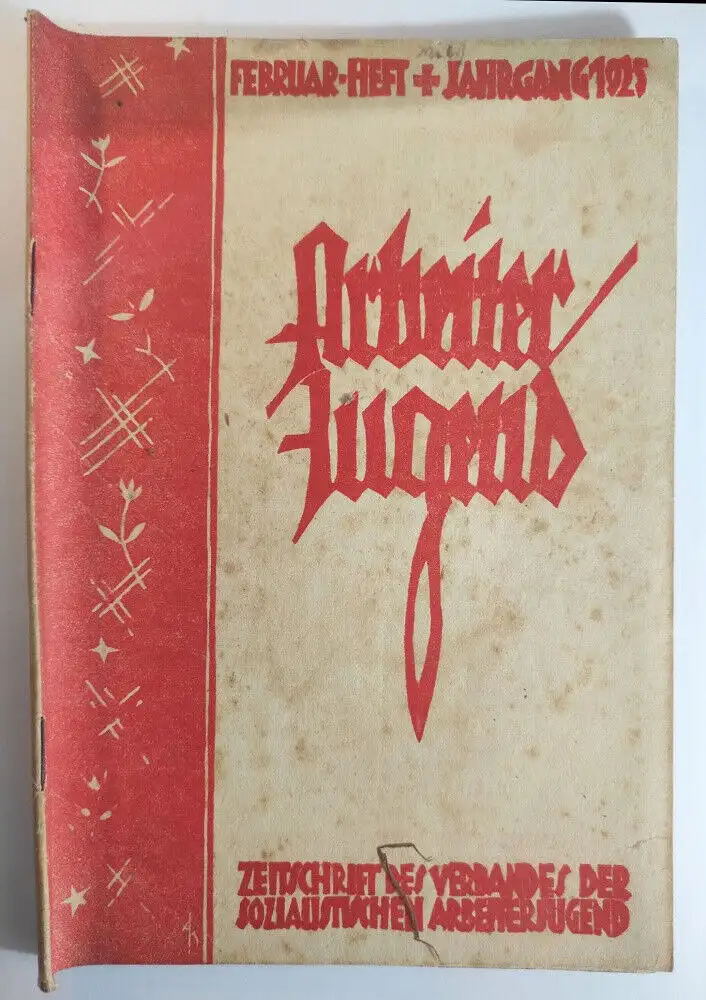 FEBRUAR-HEFT + JAHRGANG 1925
Arbeiter
Jugend
ZEITSCHRIFT DES VERBANDES DER
SOZIALISTISCHEN ARBEITERJUGEND